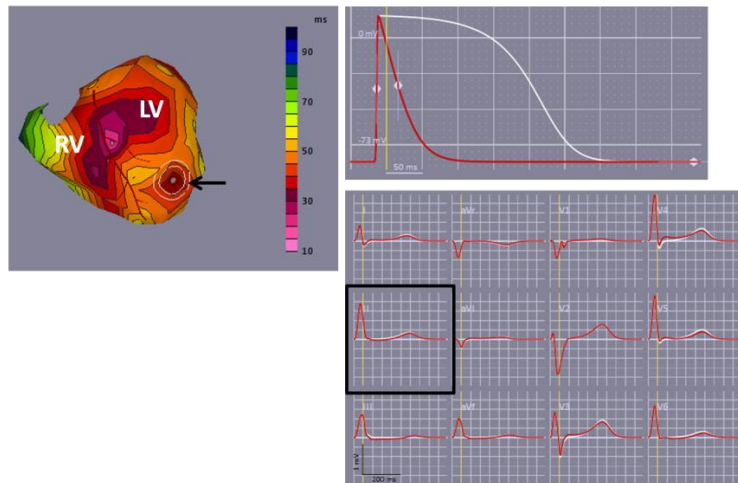 ms
90
70
50
30
10
LV
RV
0 mV
-73 mV
50 ms
I
aVr
V1
V4
II
aVl
V2
V5
III
aVf
V3
V6
1 mV
200 ms